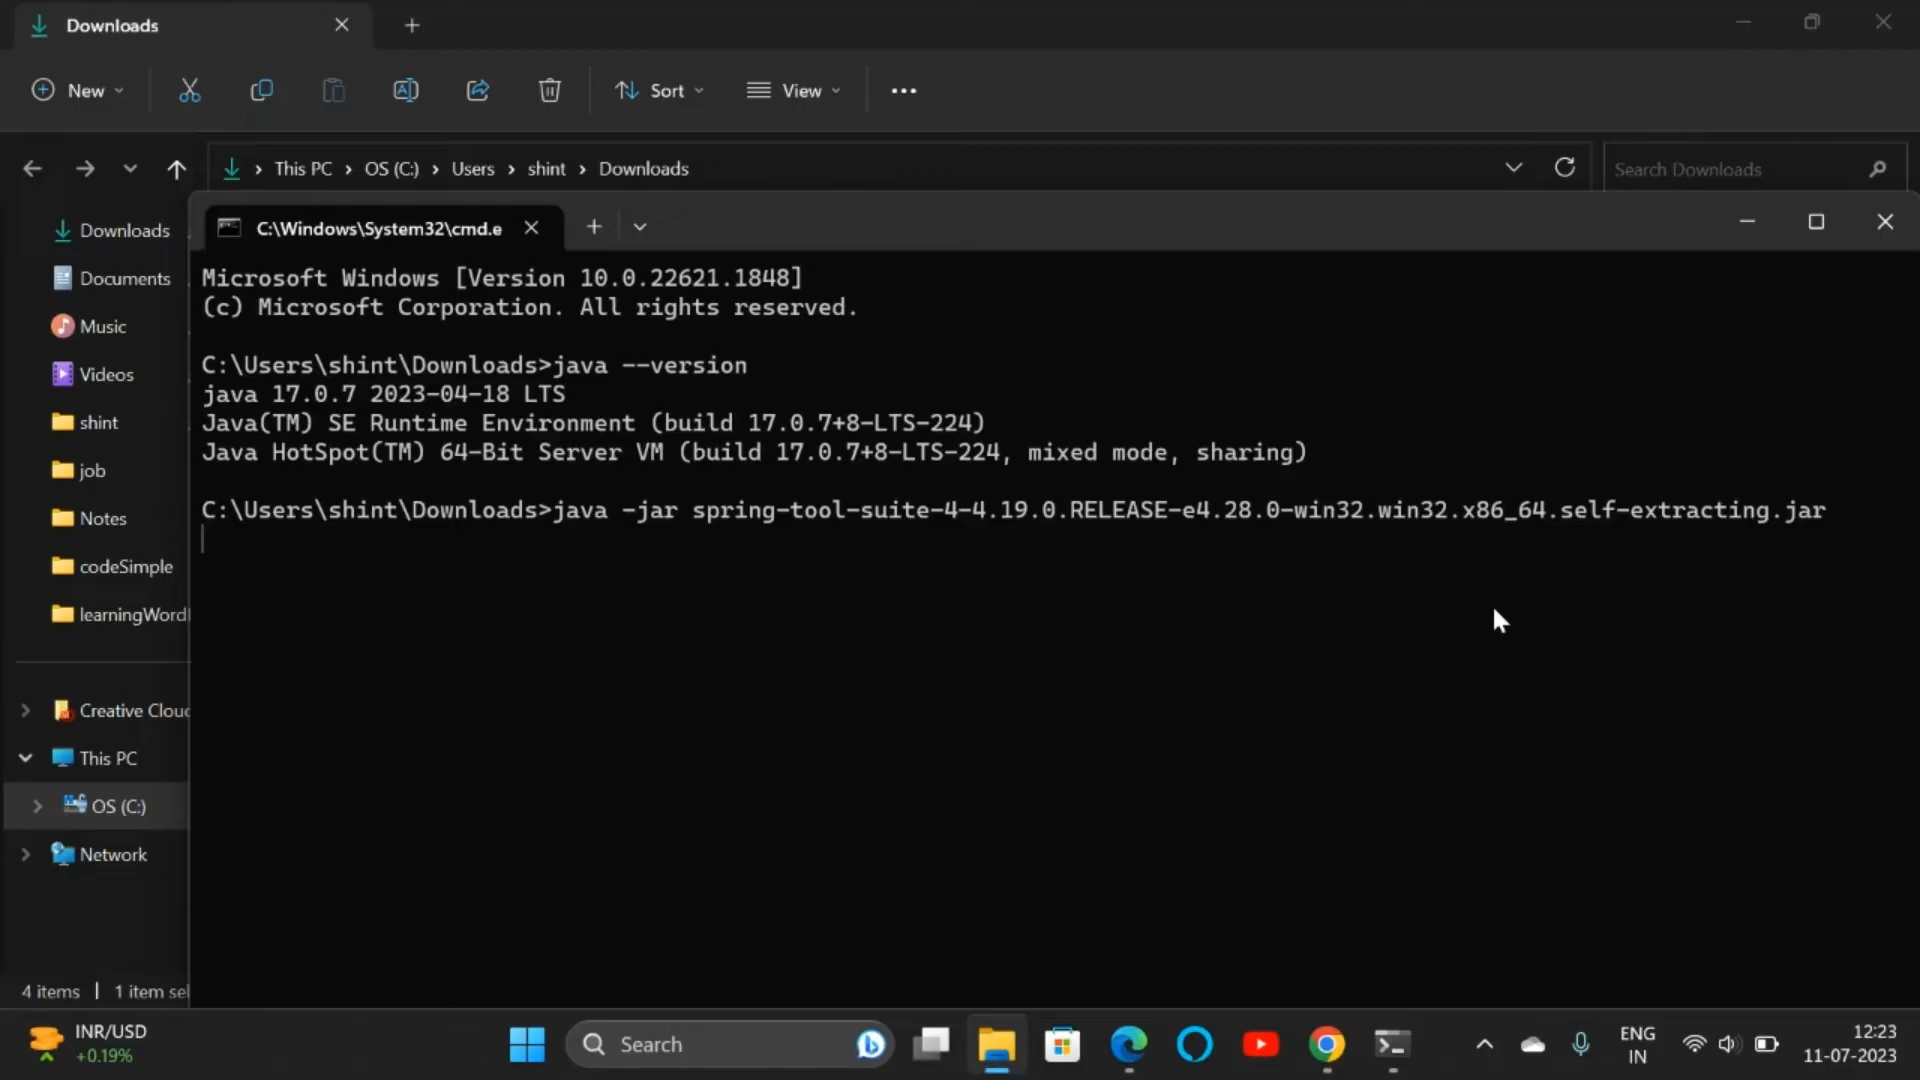 Downloads
New
Sort
View
This PC
OS (C:)
Users
shint
Downloads
Search Downloads
Downloads
Documents
Music
Videos
shint
job
Notes
codeSimple
learningWord
Creative Clou
This PC
OS (C:)
Network
4 items
1 item sel
C:\Windows\System32\cmd.e
Microsoft Windows [Version 10.0.22621.1848]
(c) Microsoft Corporation. All rights reserved.
C:\Users\shint\Downloads>java --version
java 17.0.7 2023-04-18 LTS
Java(TM) SE Runtime Environment (build 17.0.7+8-LTS-224)
Java HotSpot(TM) 64-Bit Server VM (build 17.0.7+8-LTS-224, mixed mode, sharing)
C:\Users\shint\Downloads>java -jar spring-tool-suite-4-4.19.0.RELEASE-e4.28.0-win32.win32.x86_64.self-extracting.jar
INR/USD
+0.19%
Search
ENG
IN
12:23
11-07-2023